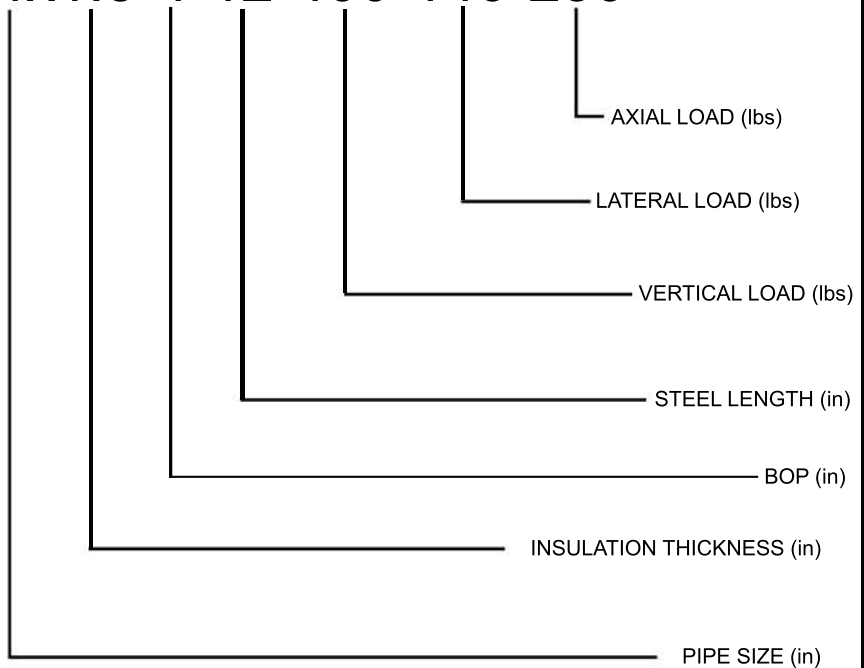 AXIAL LOAD (lbs)
LATERAL LOAD (lbs)
VERTICAL LOAD (lbs)
STEEL LENGTH (in)
BOP (in)
INSULATION THICKNESS (in)
PIPE SIZE (in)